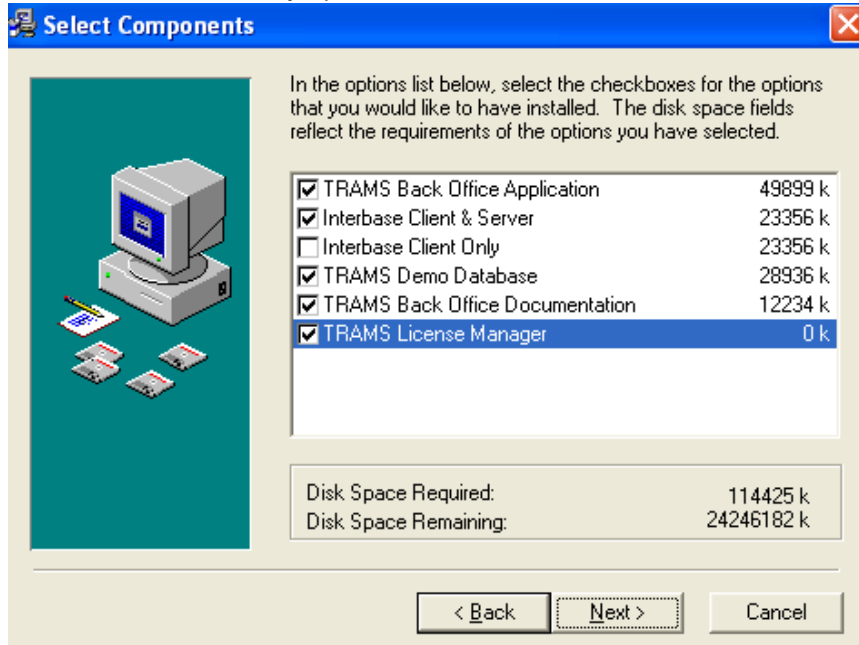 Select Components
In the options list below, select the checkboxes for the options
that you would like to have installed. The disk space fields
reflect the requirements of the options you have selected.
TRAMS Back Office Application 49899 k
Interbase Client & Server 23356 k
Interbase Client Only 23356 k
TRAMS Demo Database 28936 k
TRAMS Back Office Documentation 12234 k
TRAMS License Manager 0 k
Disk Space Required: 114425 k
Disk Space Remaining: 24246182 k
< Back Next > Cancel